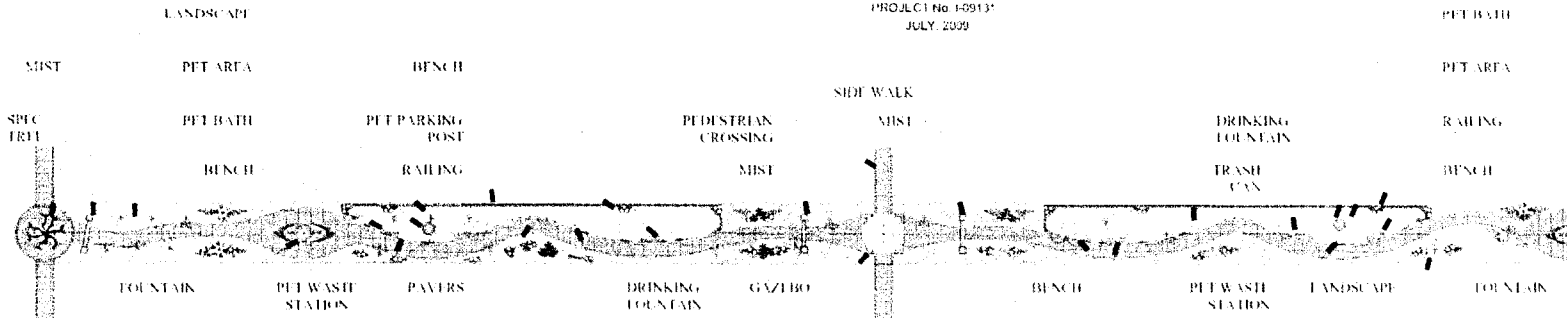 PROJECT No. I-09131
JULY, 2009
LANDSCAPE
PET BATH
MIST
PET AREA
BENCH
PET AREA
SIDE WALK
SPEC
TREE
PET BATH
PET PARKING
POST
PEDESTRIAN
CROSSING
MIST
DRINKING
FOUNTAIN
RAILING
BENCH
RAILING
MIST
TRASH
CAN
BENCH
FOUNTAIN
PET WASTE
STATION
PAVERS
DRINKING
FOUNTAIN
GAZEBO
BENCH
PET WASTE
STATION
LANDSCAPE
FOUNTAIN